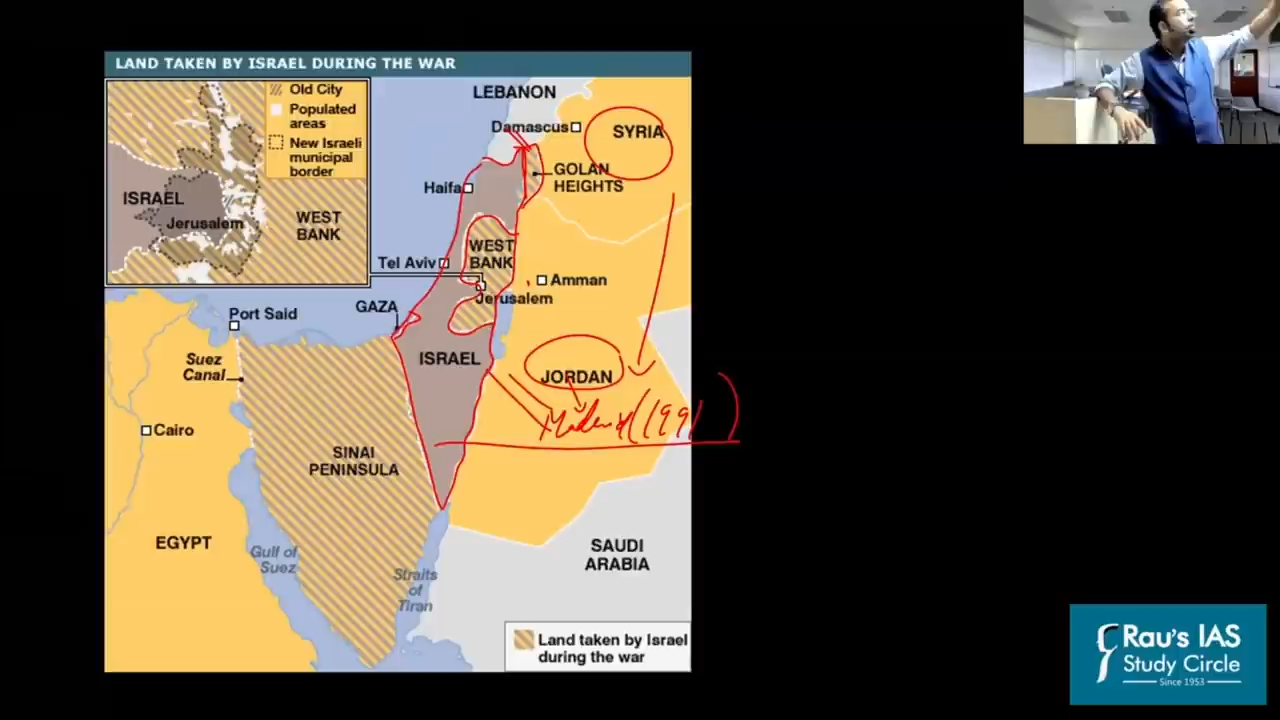 LAND TAKEN BY ISRAEL DURING THE WAR
Old City
Populated
areas
New Israeli
municipal
border
ISRAEL
Jerusalem
WEST
BANK
LEBANON
Damascus
SYRIA
GOLAN
HEIGHTS
Haifa
WEST
BANK
Tel Aviv
Amman
Jerusalem
GAZA
Port Said
Suez
Canal
ISRAEL
JORDAN
(1991)
Cairo
SINAI
PENINSULA
EGYPT
Gulf of
Suez
Straits
of
Tiran
SAUDI
ARABIA
Land taken by Israel
during the war
Rau's IAS
Study Circle
Since 1953